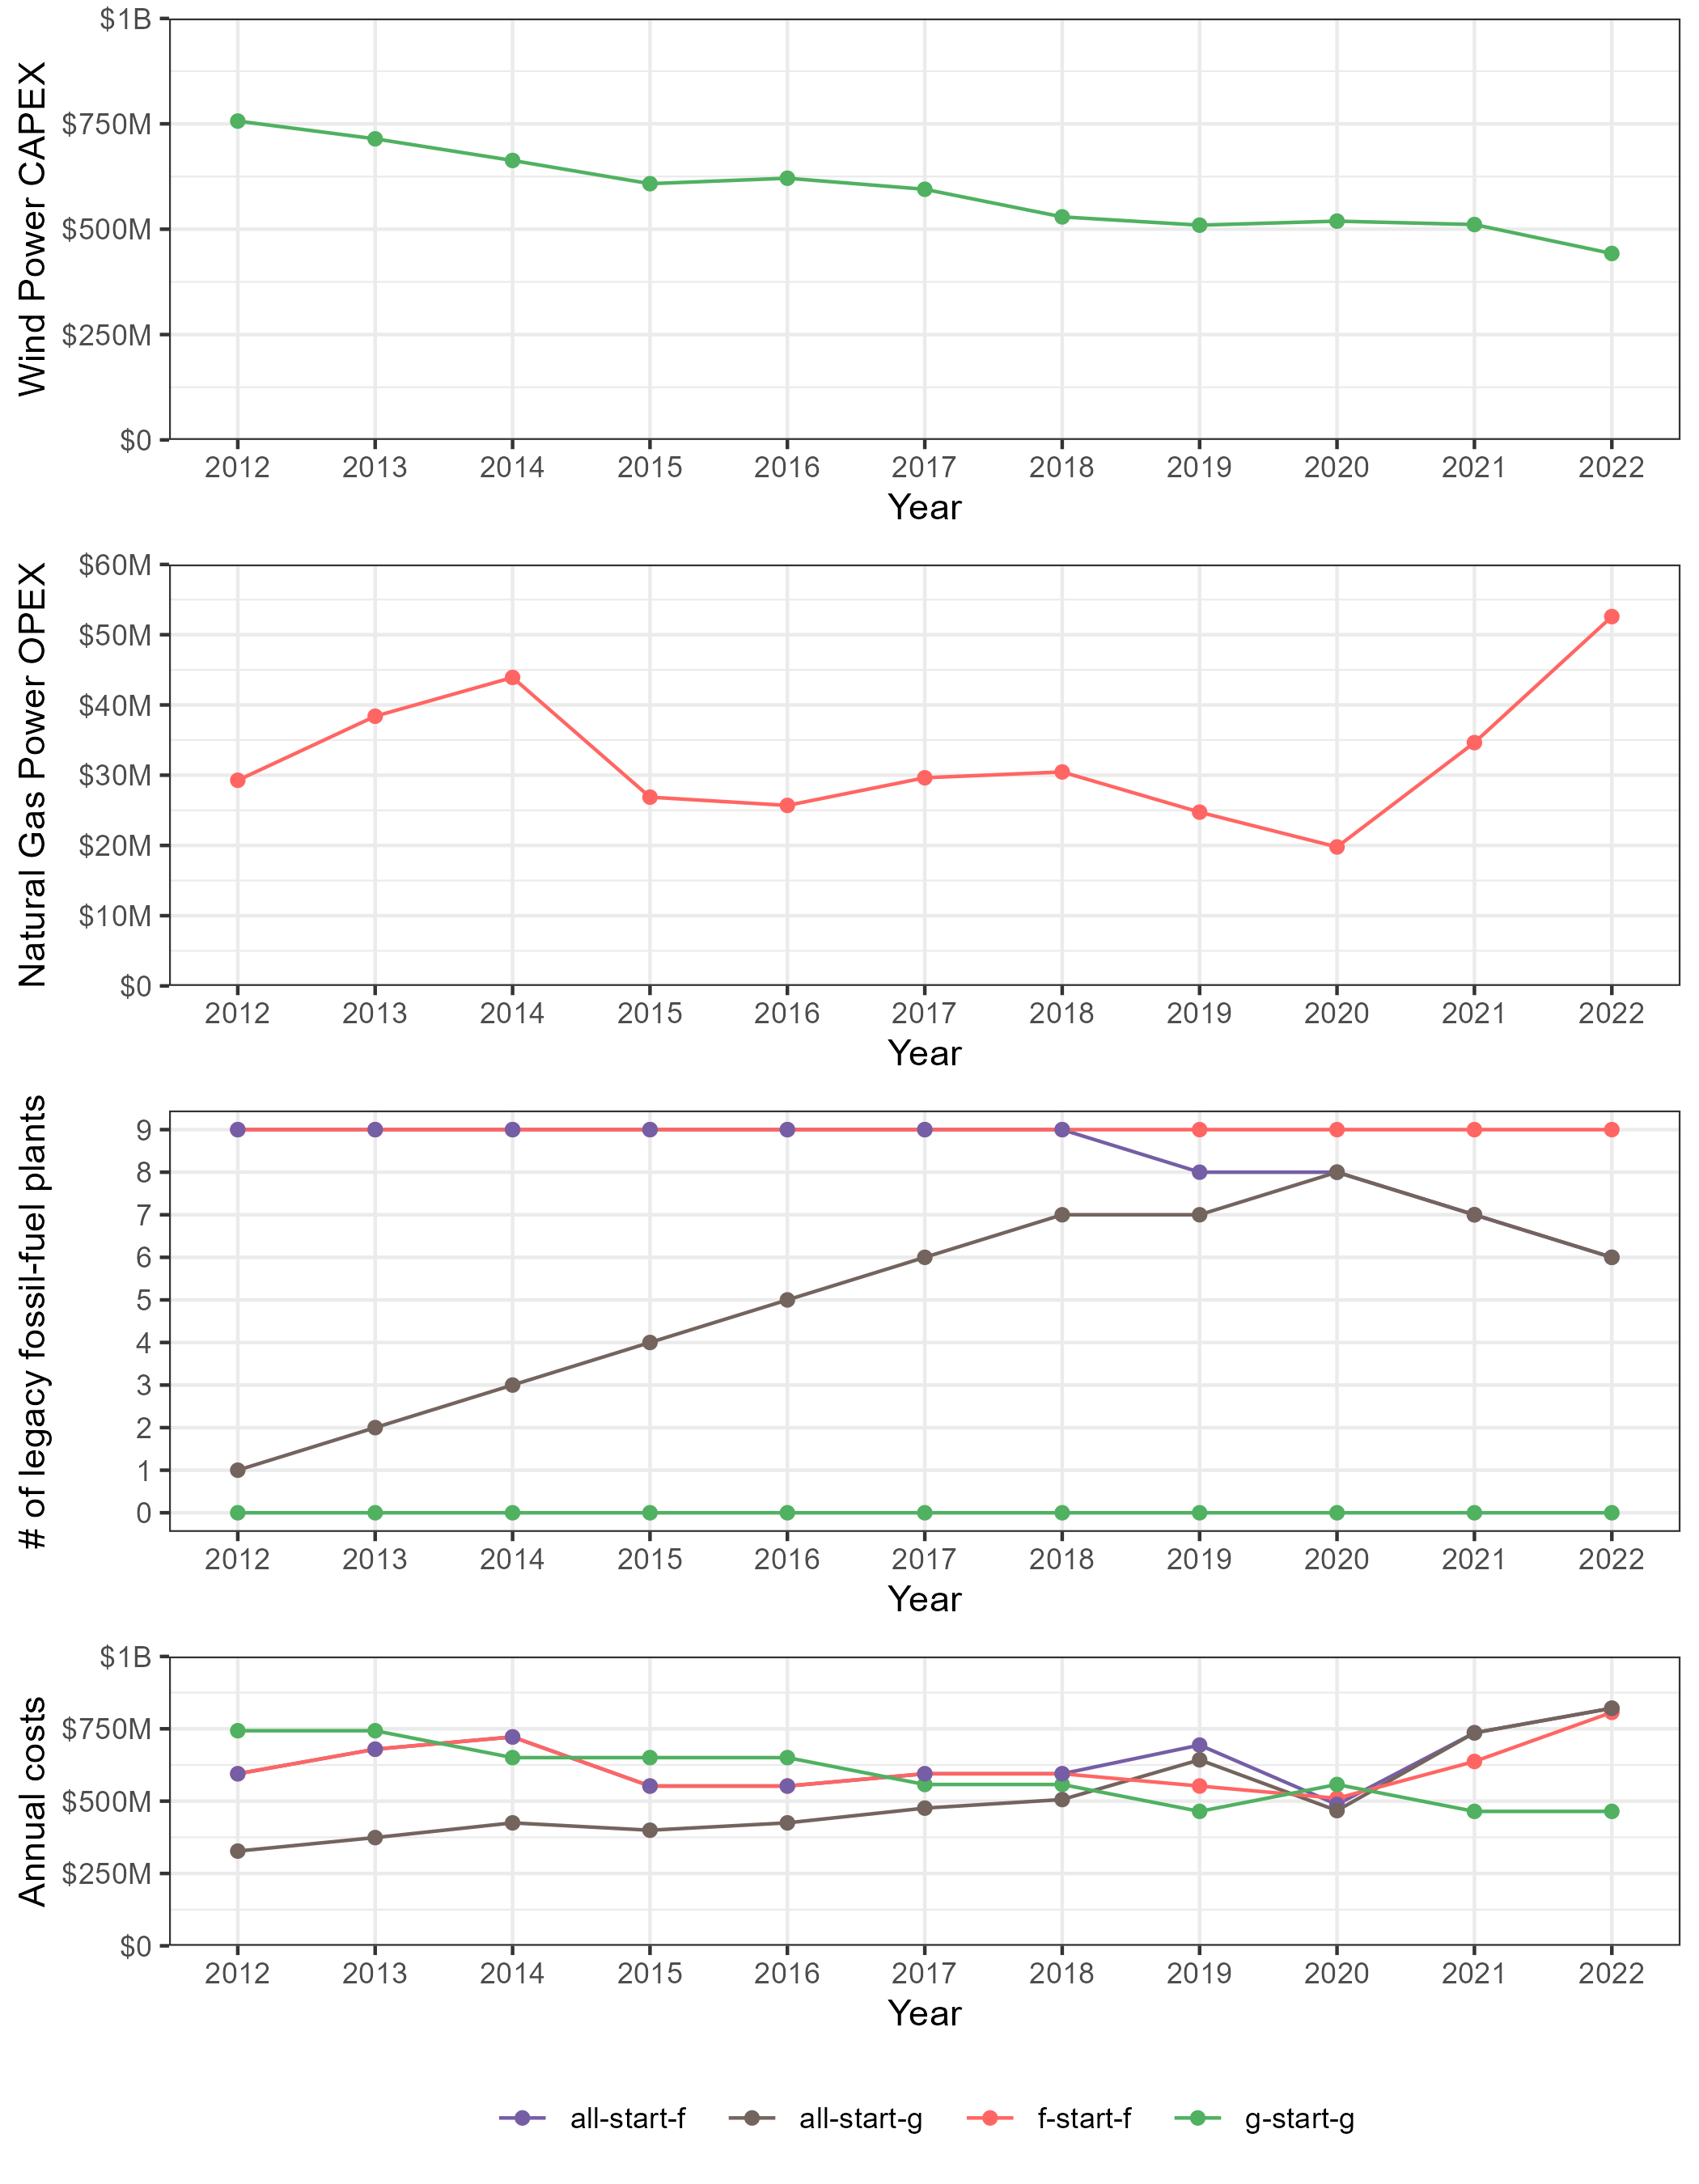 Wind Power CAPEX
$1B
$750M
$500M
$250M
$0
2012 2013 2014 2015 2016 2017 2018 2019 2020 2021 2022
Year
Natural Gas Power OPEX
$60M
$50M
$40M
$30M
$20M
$10M
$0
2012 2013 2014 2015 2016 2017 2018 2019 2020 2021 2022
Year
# of legacy fossil-fuel plants
9
8
7
6
5
4
3
2
1
0
2012 2013 2014 2015 2016 2017 2018 2019 2020 2021 2022
Year
Annual costs
$1B
$750M
$500M
$250M
$0
2012 2013 2014 2015 2016 2017 2018 2019 2020 2021 2022
Year
all-start-f all-start-g f-start-f g-start-g